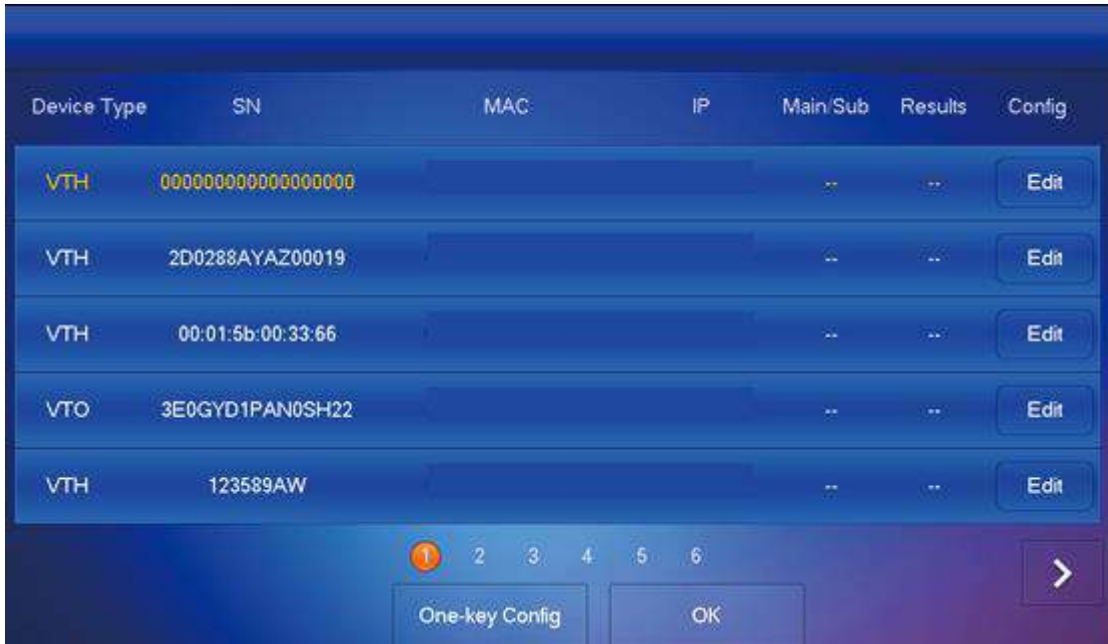 Device Type SN MAC IP Main/Sub Results Config
VTH 000000000000000000 -- -- Edit
VTH 2D0288AYAZ00019 -- -- Edit
VTH 00:01:5b:00:33:66 -- -- Edit
VTO 3E0GYD1PAN0SH22 -- -- Edit
VTH 123589AW -- -- Edit
1 2 3 4 5 6
>
One-key Config OK